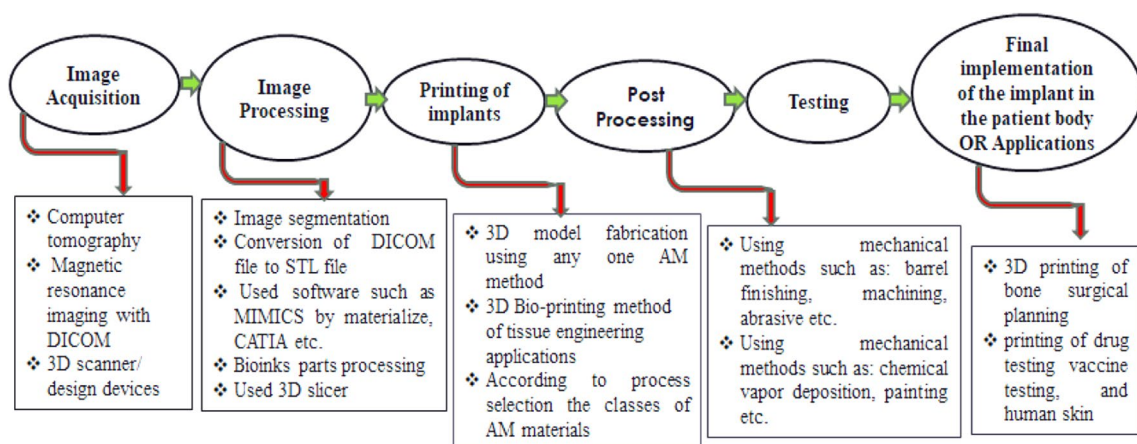 Image
Acquisition
Image
Processing
Printing of
implants
Post
Processing
Testing
Final
implementation
of the implant in
the patient body
OR Applications
❖ Computer
tomography
❖ Magnetic
resonance
imaging with
DICOM
❖ 3D scanner/
design devices
❖ Image segmentation
❖ Conversion of DICOM
file to STL file
❖ Used software such as
MIMICS by materialize,
CATIA etc.
❖ Bioinks parts processing
❖ Used 3D slicer
❖ 3D model fabrication
using any one AM
method
❖ 3D Bio-printing method
of tissue engineering
applications
❖ According to process
selection the classes of
AM materials
❖ Using mechanical
methods such as: barrel
finishing, machining,
abrasive etc.
❖ Using mechanical
methods such as: chemical
vapor deposition, painting
etc.
❖ 3D printing of
bone surgical
planning
❖ printing of drug
testing vaccine
testing, and
human skin